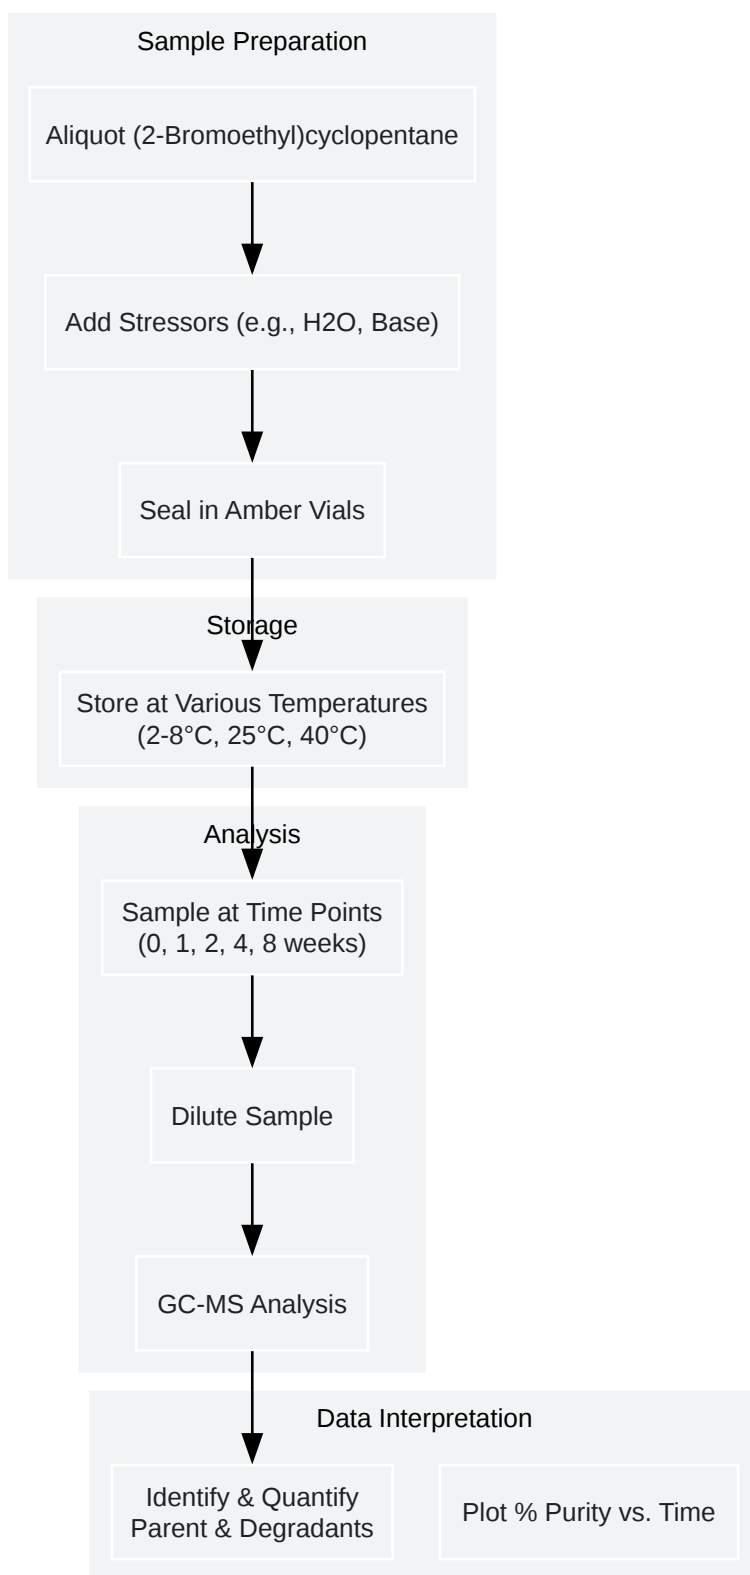 Sample Preparation
Aliquot (2-Bromoethyl)cyclopentane
Add Stressors (e.g., H2O, Base)
Seal in Amber Vials
Storage
Store at Various Temperatures
(2-8°C, 25°C, 40°C)
Analysis
Sample at Time Points
(0, 1, 2, 4, 8 weeks)
Dilute Sample
GC-MS Analysis
Data Interpretation
Identify & Quantify
Parent & Degradants
Plot % Purity vs. Time